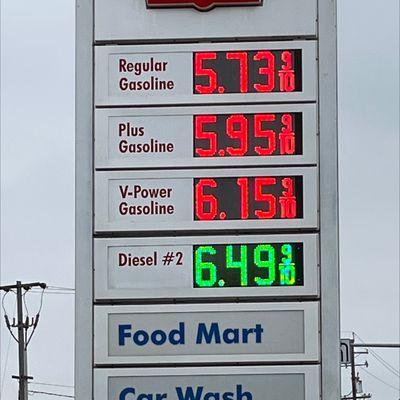 Regular
Gasoline 5.73 9/10
Plus
Gasoline 5.95 9/10
V-Power
Gasoline 6.15 9/10
Diesel #2 6.49 9/10
Food Mart
Car Wash